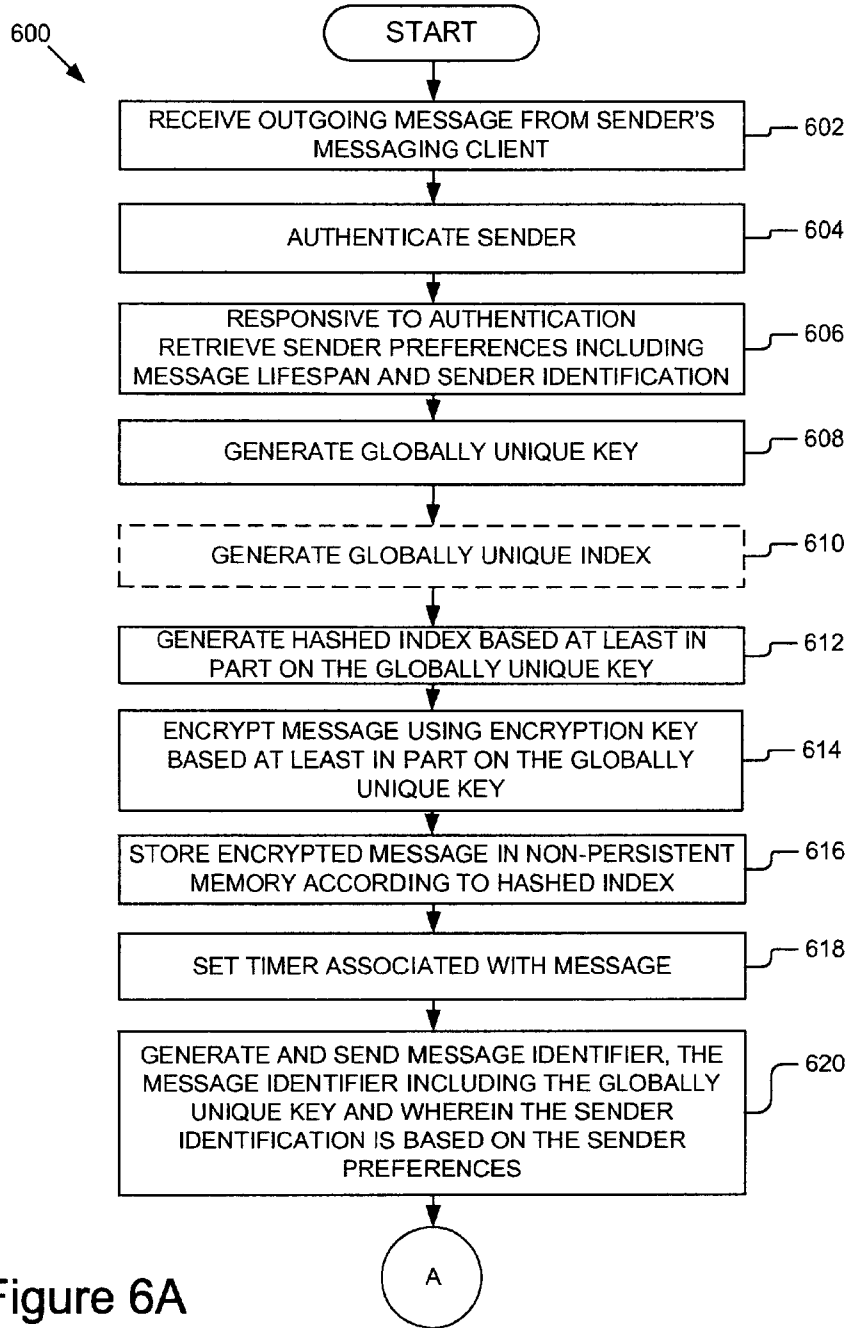 600
START
RECEIVE OUTGOING MESSAGE FROM SENDER'S
MESSAGING CLIENT
602
AUTHENTICATE SENDER
604
RESPONSIVE TO AUTHENTICATION
RETRIEVE SENDER PREFERENCES INCLUDING
MESSAGE LIFESPAN AND SENDER IDENTIFICATION
606
GENERATE GLOBALLY UNIQUE KEY
608
GENERATE GLOBALLY UNIQUE INDEX
610
GENERATE HASHED INDEX BASED AT LEAST IN
PART ON THE GLOBALLY UNIQUE KEY
612
ENCRYPT MESSAGE USING ENCRYPTION KEY
BASED AT LEAST IN PART ON THE GLOBALLY
UNIQUE KEY
614
STORE ENCRYPTED MESSAGE IN NON-PERSISTENT
MEMORY ACCORDING TO HASHED INDEX
616
SET TIMER ASSOCIATED WITH MESSAGE
618
GENERATE AND SEND MESSAGE IDENTIFIER, THE
MESSAGE IDENTIFIER INCLUDING THE GLOBALLY
UNIQUE KEY AND WHEREIN THE SENDER
IDENTIFICATION IS BASED ON THE SENDER
PREFERENCES
620
A
Figure 6A